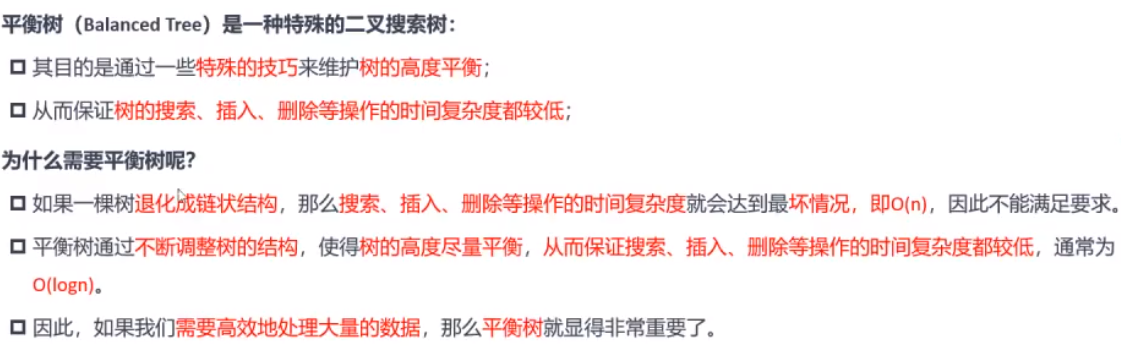 平衡树（Balanced Tree）是一种特殊的二叉搜索树：
其目的是通过一些特殊的技巧来维护树的高度平衡；
从而保证树的搜索、插入、删除等操作的时间复杂度都较低；
为什么需要平衡树呢？
如果一棵树退化成链状结构，那么搜索、插入、删除等操作的时间复杂度就会达到最坏情况，即O(n)，因此不能满足要求。
平衡树通过不断调整树的结构，使得树的高度尽量平衡，从而保证搜索、插入、删除等操作的时间复杂度都较低，通常为
O(logn)。
因此，如果我们需要高效地处理大量的数据，那么平衡树就显得非常重要了。